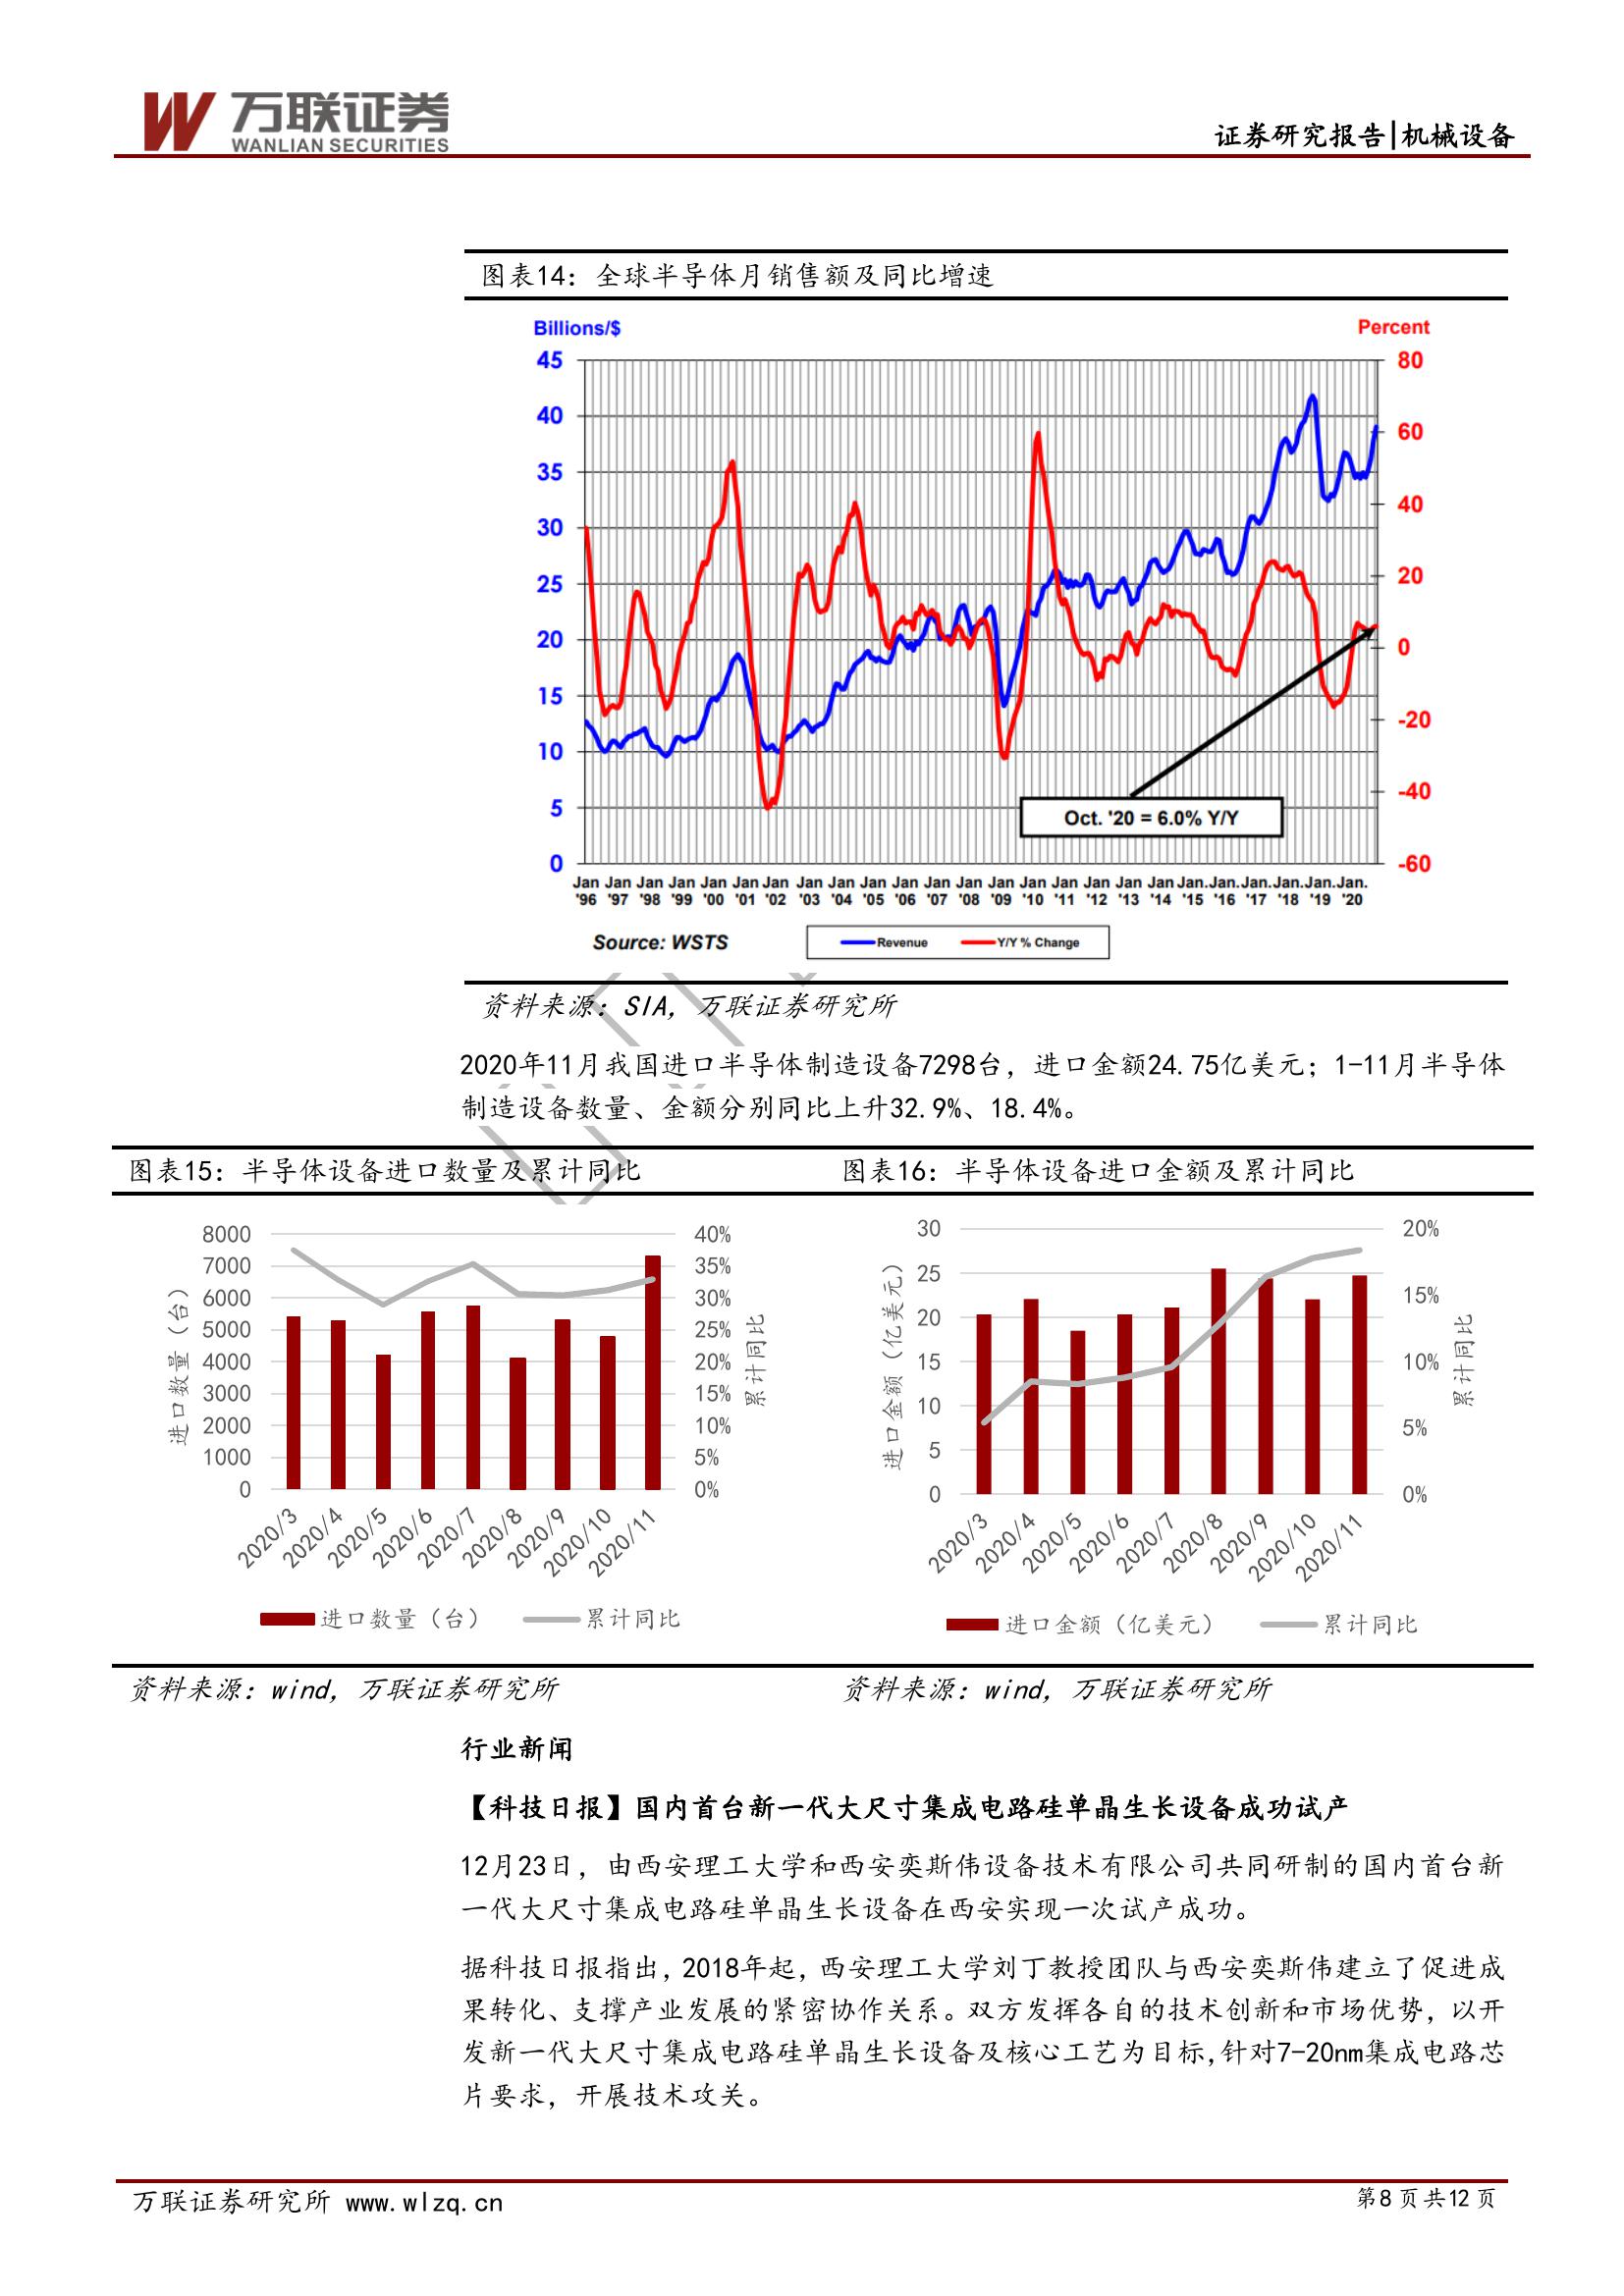 万联证券
WANLIAN SECURITIES
证券研究报告|机械设备
图表14：全球半导体月销售额及同比增速
Billions/$
Percent
45
40
35
30
25
20
15
10
5
0
80
60
40
20
0
-20
-40
-60
Oct. '20 = 6.0% Y/Y
Jan Jan Jan Jan Jan Jan Jan Jan Jan Jan Jan Jan Jan Jan Jan Jan Jan Jan Jan Jan. Jan. Jan. Jan. Jan. Jan.
'96 '97 '98 '99 '00 '01 '02 '03 '04 '05 '06 '07 '08 '09 '10 '11 '12 '13 '14 '15 '16 '17 '18 '19 '20
Source: WSTS
Revenue
Y/Y % Change
资料来源：SIA，万联证券研究所
2020年11月我国进口半导体制造设备7298台，进口金额24.75亿美元；1-11月半导体
制造设备数量、金额分别同比上升32.9%、18.4%。
图表15：半导体设备进口数量及累计同比
进口数量（台）
8000
7000
6000
5000
4000
3000
2000
1000
0
40%
35%
30%
25%
20%
15%
10%
5%
0%
累计同比
2020/3
2020/4
2020/5
2020/6
2020/7
2020/8
2020/9
2020/10
2020/11
进口数量（台）
累计同比
资料来源：wind，万联证券研究所
图表16：半导体设备进口金额及累计同比
进口金额（亿美元）
30
25
20
15
10
5
0
20%
15%
10%
5%
0%
累计同比
2020/3
2020/4
2020/5
2020/6
2020/7
2020/8
2020/9
2020/10
2020/11
进口金额（亿美元）
累计同比
资料来源：wind，万联证券研究所
行业新闻
【科技日报】国内首台新一代大尺寸集成电路硅单晶生长设备成功试产
12月23日，由西安理工大学和西安奕斯伟设备技术有限公司共同研制的国内首台新
一代大尺寸集成电路硅单晶生长设备在西安实现一次试产成功。
据科技日报指出，2018年起，西安理工大学刘丁教授团队与西安奕斯伟建立了促进成
果转化、支撑产业发展的紧密协作关系。双方发挥各自的技术创新和市场优势，以开
发新一代大尺寸集成电路硅单晶生长设备及核心工艺为目标,针对7-20nm集成电路芯
片要求，开展技术攻关。
万联证券研究所 www.wlzq.cn
第8页共12页